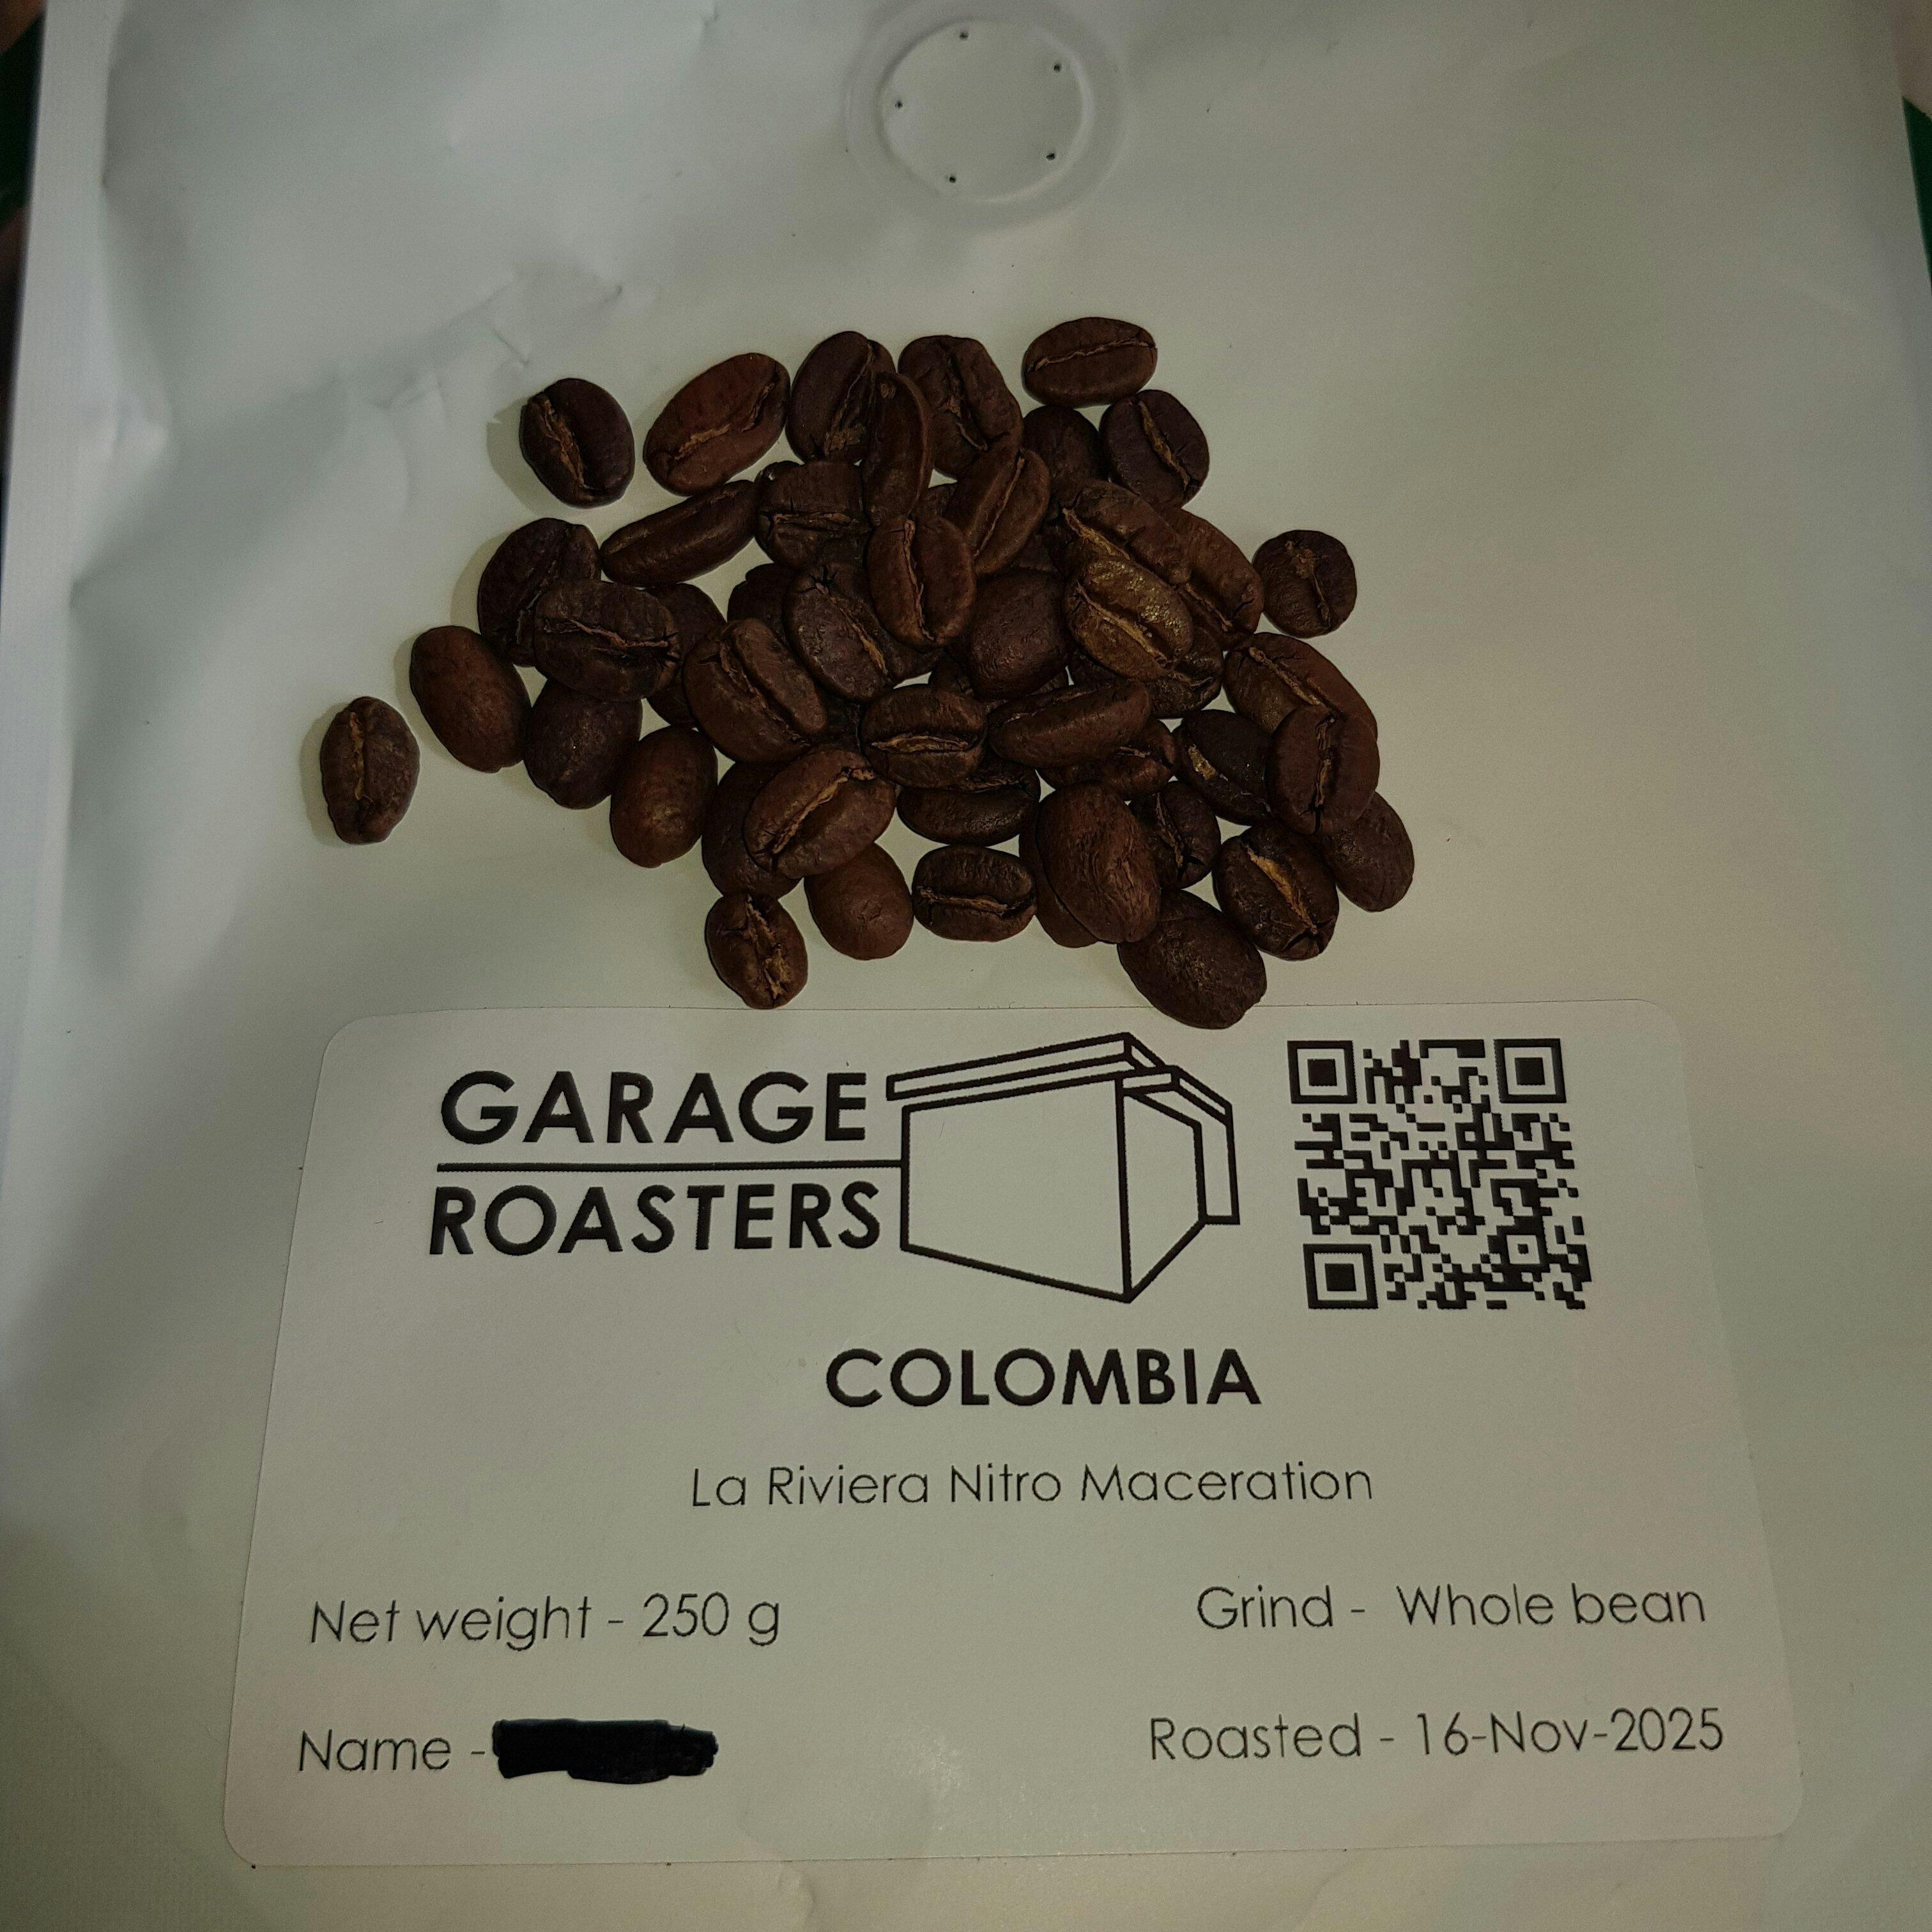 GARAGE
ROASTERS
COLOMBIA
La Riviera Nitro Maceration
Net weight - 250 g
Grind - Whole bean
Name -
Roasted - 16-Nov-2025